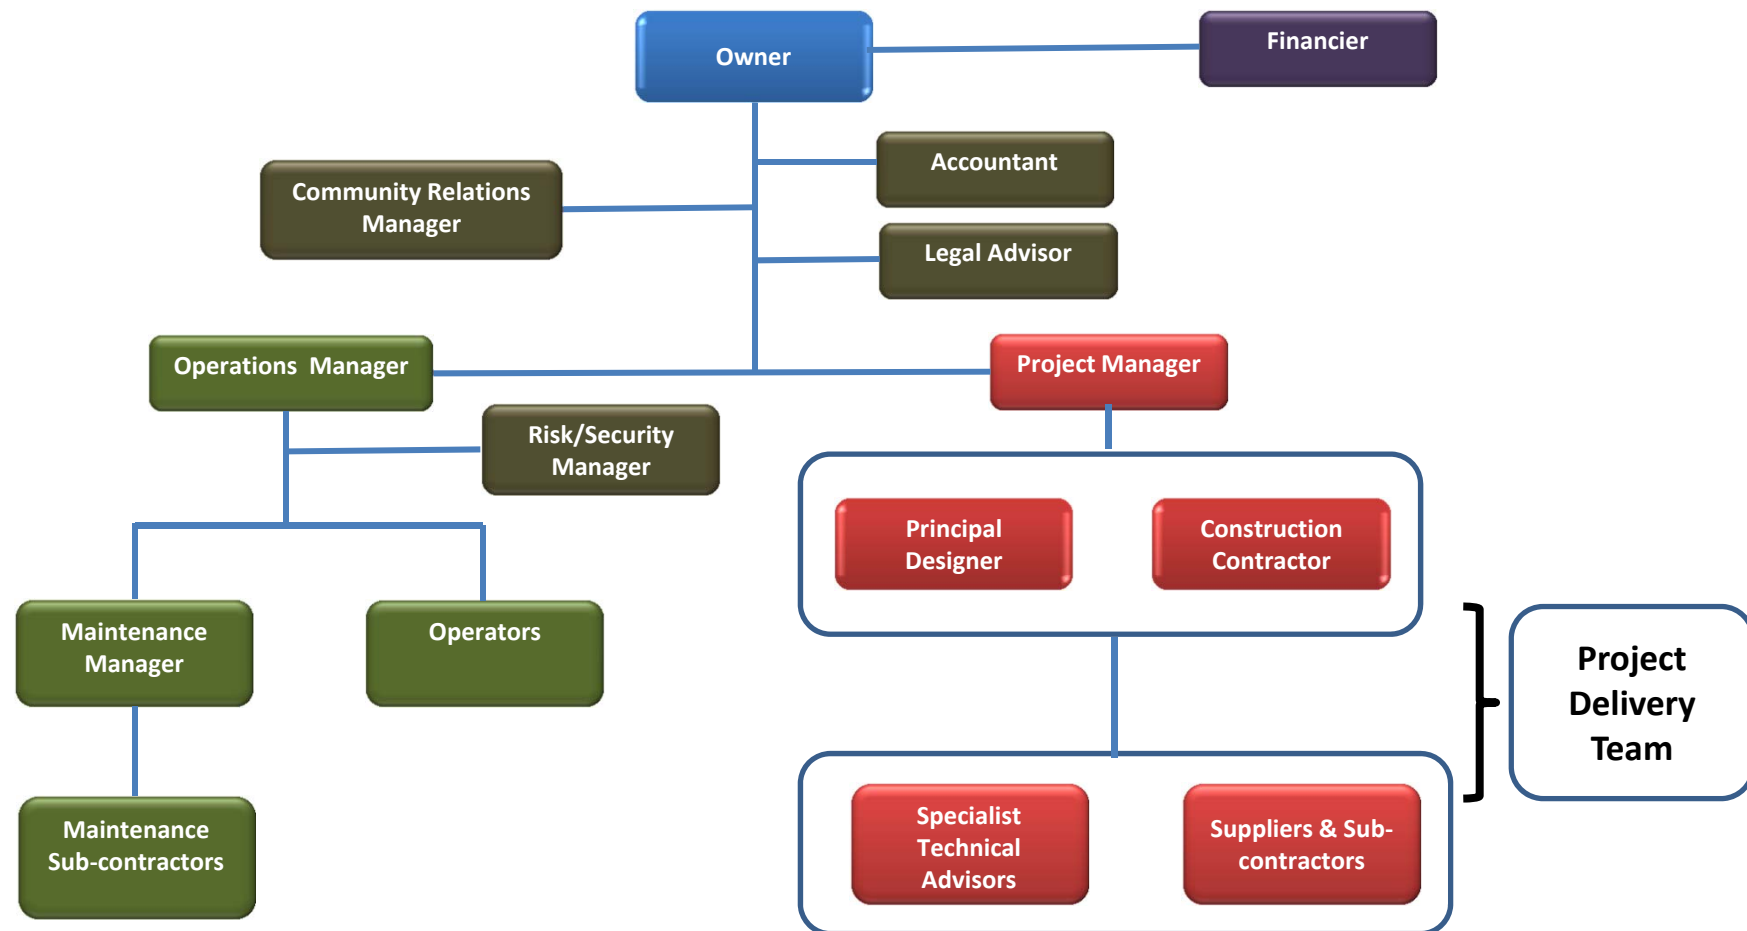 Owner
Financier
Accountant
Community Relations
Manager
Legal Advisor
Operations  Manager
Project Manager
Risk/Security
Manager
Principal
Designer
Construction
Contractor
Maintenance
Manager
Operators
Project
Delivery
Team
Maintenance
Sub-contractors
Specialist
Technical
Advisors
Suppliers & Sub-
contractors